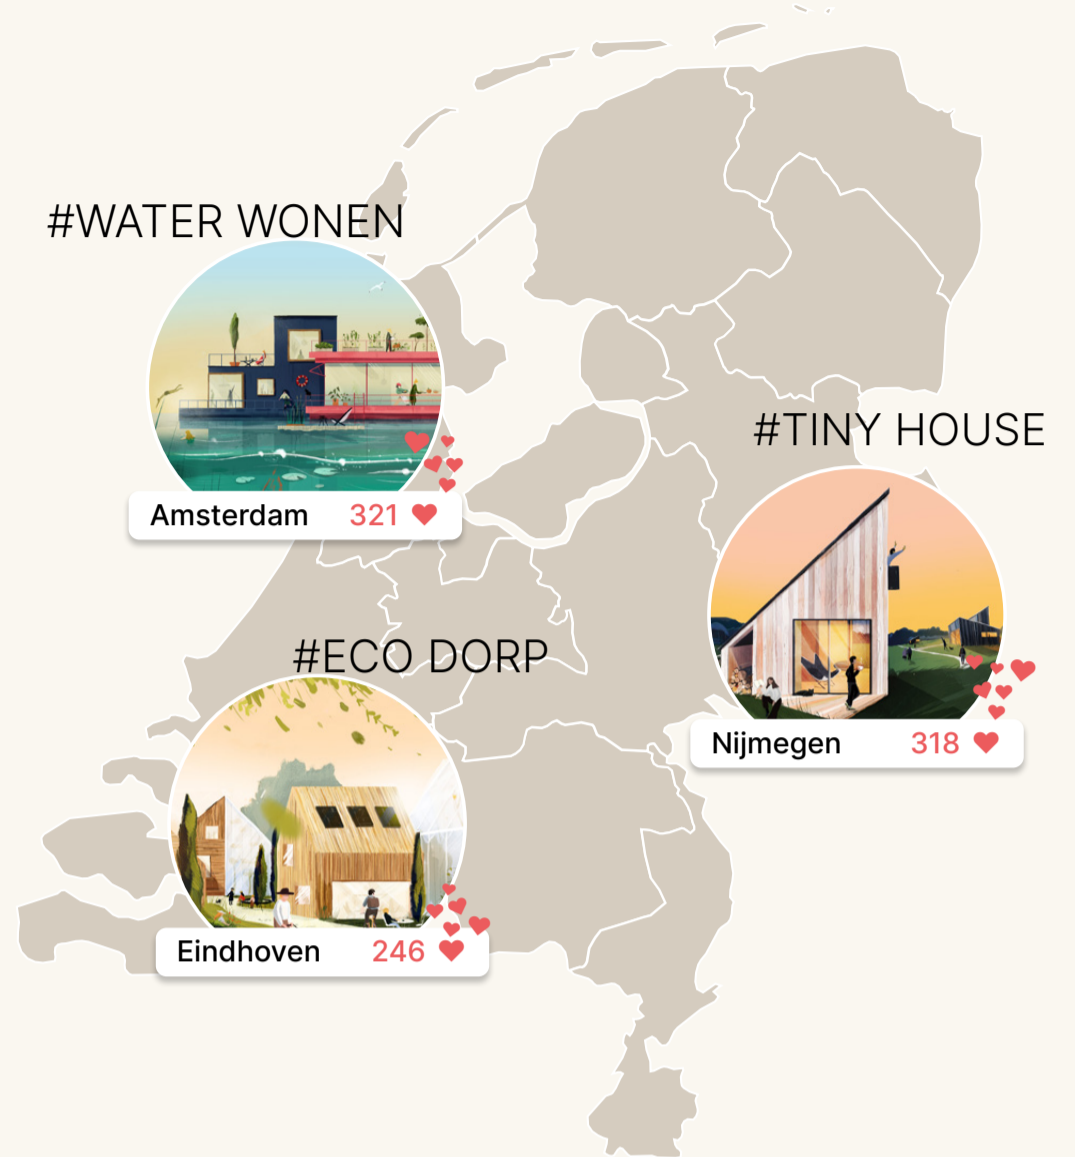 #WATER WONEN
Amsterdam 321
#TINY HOUSE
Nijmegen 318
#ECO DORP
Eindhoven 246